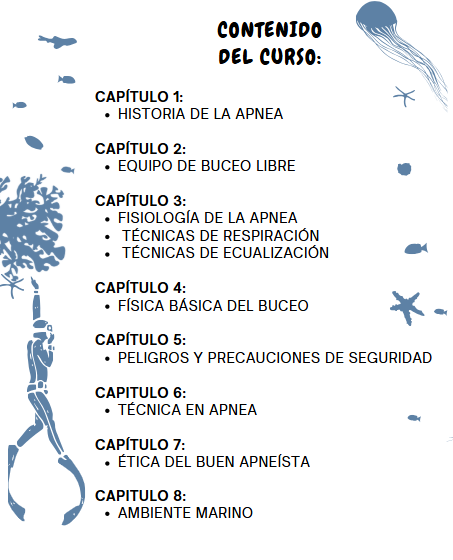 CONTENIDO
DEL CURSO:
CAPÍTULO 1:
• HISTORIA DE LA APNEA
CAPÍTULO 2:
• EQUIPO DE BUCEO LIBRE
CAPÍTULO 3:
• FISIOLOGÍA DE LA APNEA
• TÉCNICAS DE RESPIRACIÓN
• TÉCNICAS DE ECUALIZACIÓN
CAPÍTULO 4:
• FÍSICA BÁSICA DEL BUCEO
CAPÍTULO 5:
• PELIGROS Y PRECAUCIONES DE SEGURIDAD
CAPITULO 6:
• TÉCNICA EN APNEA
CAPÍTULO 7:
• ÉTICA DEL BUEN APNEÍSTA
CAPITULO 8:
• AMBIENTE MARINO